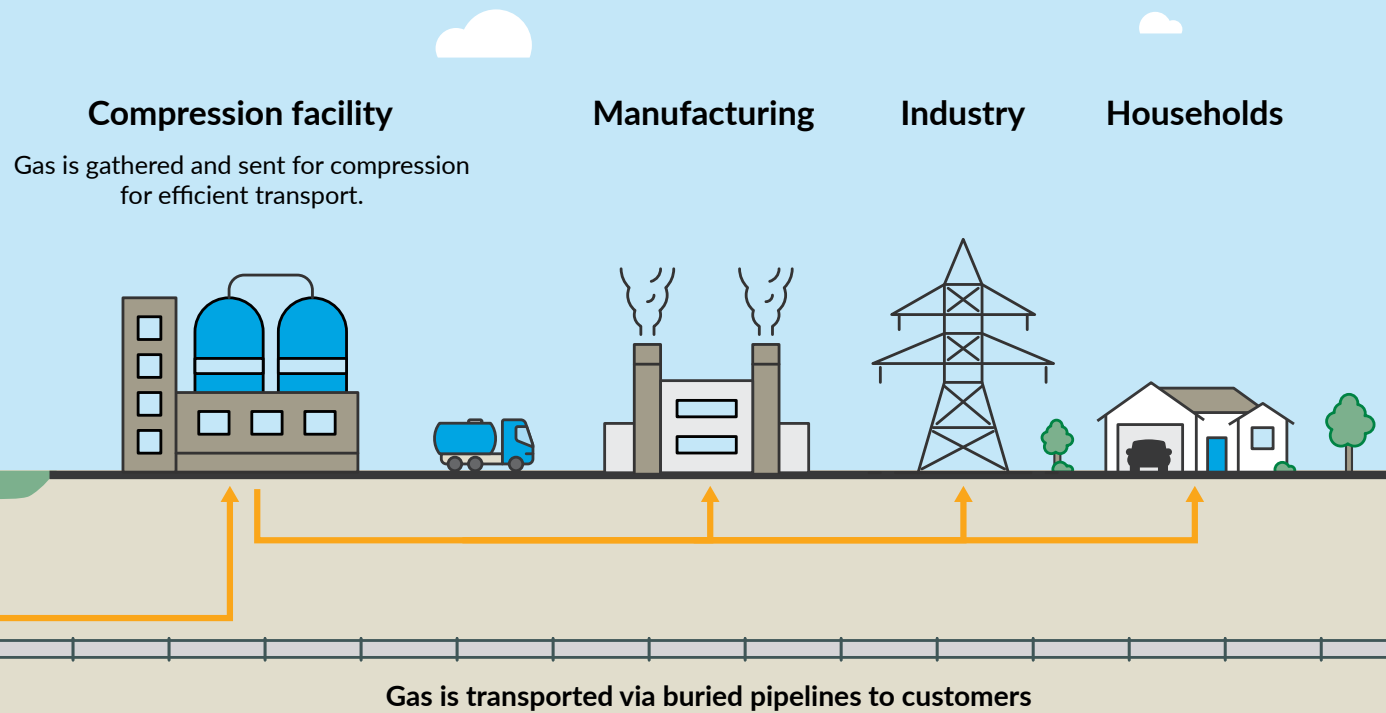 Compression facility
Gas is gathered and sent for compression
for efficient transport.
Manufacturing
Industry
Households
Gas is transported via buried pipelines to customers